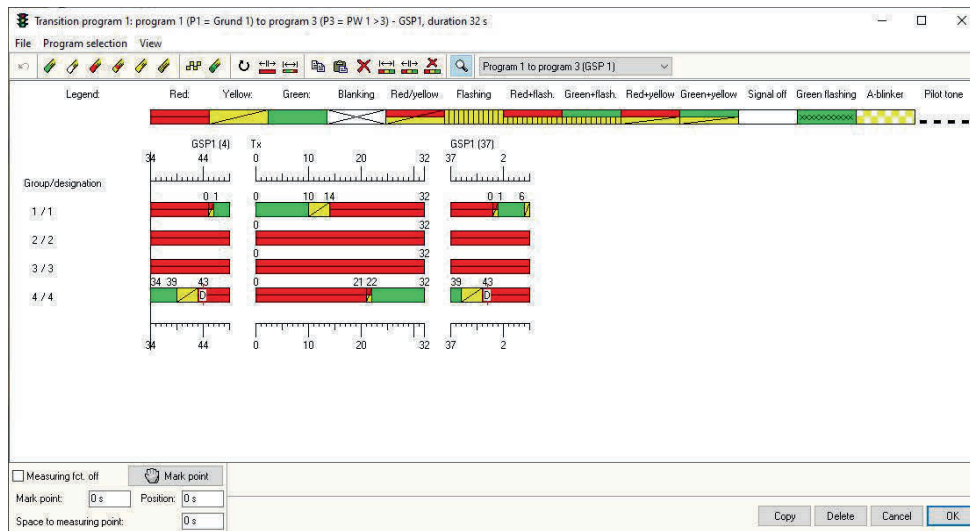 Transition program 1: program 1 (P1 = Grund 1) to program 3 (P3 = PW 1 >3) - GSP1, duration 32 s
File Program selection View
Program 1 to program 3 (GSP 1)
Legend: Red: Yellow: Green: Blanking Red/yellow Flashing Red+flash. Green+flash. Red+yellow Green+yellow Signal off Green flashing A-blinker Pilot tone
GSP1 (4) Tx GSP1 (37)
34 44 0 10 20 32 37 2
Group/designation
0 1 0 10 14 32 0 1 6
1 / 1
0 32
2 / 2
0 32
3 / 3
34 39 43 0 21 22 32 39 43
4 / 4
D D
34 44 0 10 20 32 37 2
Measuring fct. off Mark point
Mark point: 0 s Position: 0 s
Space to measuring point: 0 s
Copy Delete Cancel OK